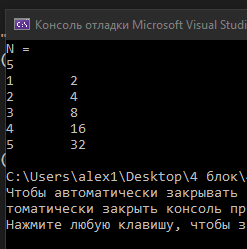 Консоль отладки Microsoft Visual Studi
N =
5
1 2
2 4
3 8
4 16
5 32
C:\Users\alex1\Desktop\4 блок\
Чтобы автоматически закрывать
томатически закрыть консоль пр
Нажмите любую клавишу, чтобы з